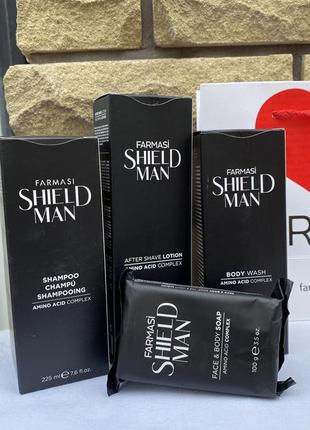 FARMASİ
SHIELD
MAN
SHAMPOO
CHAMPÚ
SHAMPOOING
AMINO ACID COMPLEX
225 ml ℮ 7.6 fl.oz.
FARMASİ
SHIELD
MAN
AFTER SHAVE LOTION
AMINO ACID COMPLEX
FARMASİ
SHIELD
MAN
BODY WASH
AMINO ACID COMPLEX
FARMASİ
SHIELD
MAN
FACE & BODY SOAP
AMINO ACID COMPLEX
100 g ℮ 3.5 oz.
R
far